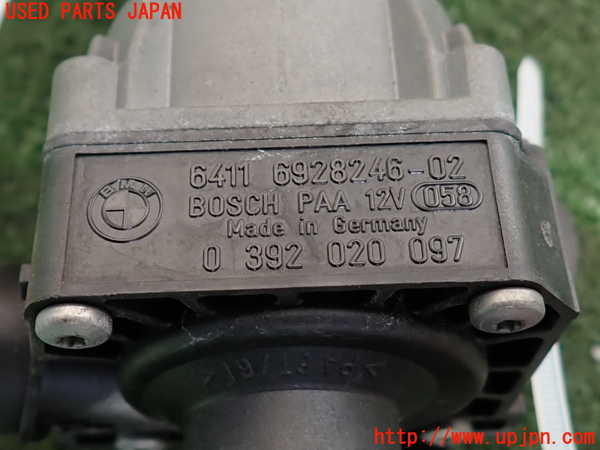 USED PARTS JAPAN
6411 6928246-02
BMW
BOSCH PAA 12V 058
Made in Germany
0 392 020 097
http://www.upjpn.com/